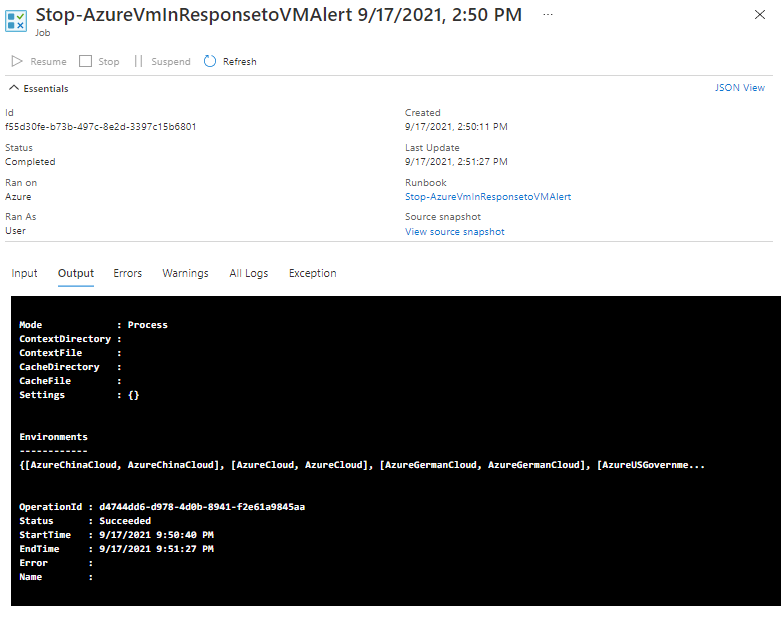 Stop-AzureVmInResponsetoVMAlert 9/17/2021, 2:50 PM ...
Job
Resume Stop Suspend Refresh
Essentials JSON View
Id
f55d30fe-b73b-497c-8e2d-3397c15b6801
Created
9/17/2021, 2:50:11 PM
Status
Completed
Last Update
9/17/2021, 2:51:27 PM
Ran on
Azure
Runbook
Stop-AzureVmInResponsetoVMAlert
Ran As
User
Source snapshot
View source snapshot
Input Output Errors Warnings All Logs Exception
Mode : Process
ContextDirectory :
ContextFile :
CacheDirectory :
CacheFile :
Settings : {}
Environments
------------
{[AzureChinaCloud, AzureChinaCloud], [AzureCloud, AzureCloud], [AzureGermanCloud, AzureGermanCloud], [AzureUSGovernme...
OperationId : d4744dd6-d978-4d0b-8941-f2e61a9845aa
Status : Succeeded
StartTime : 9/17/2021 9:50:40 PM
EndTime : 9/17/2021 9:51:27 PM
Error :
Name :